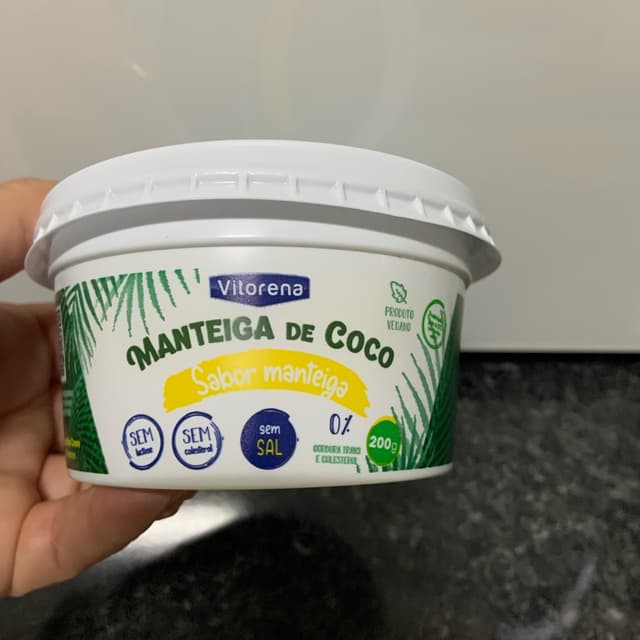 Vitorena
MANTEIGA DE COCO
Sabor manteiga
PRODUTO
VEGANO
SEM
lactose
SEM
colesterol
sem
SAL
0%
GORDURA TRANS
E COLESTEROL
200g